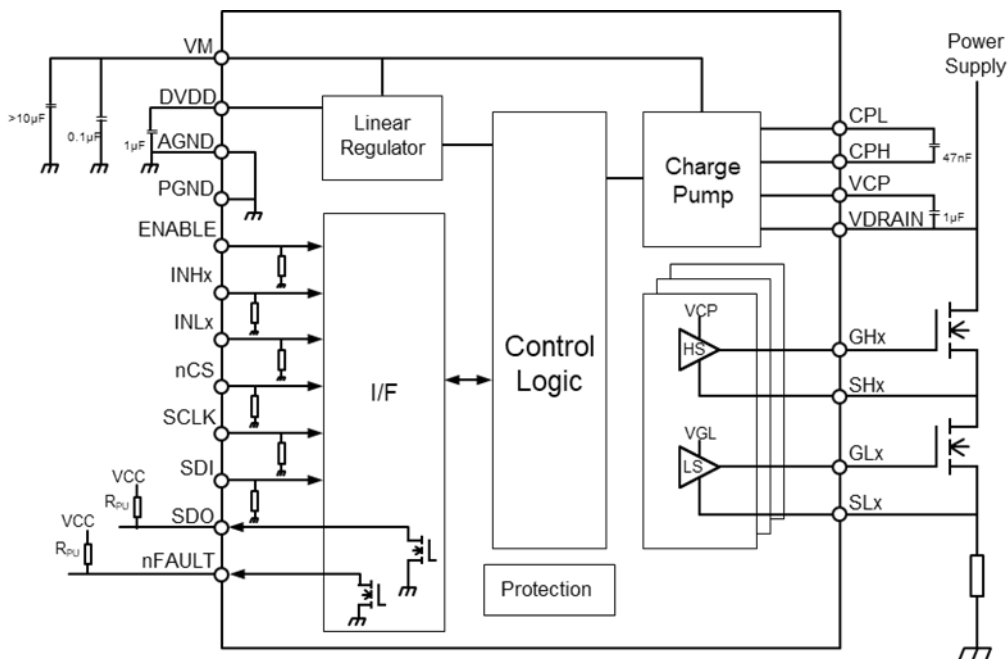 VM
DVDD
AGND
PGND
ENABLE
INHx
INLx
nCS
SCLK
SDI
SDO
nFAULT
>10µF
0.1µF
1µF
VCC
RPU
VCC
RPU
Linear
Regulator
I/F
Control
Logic
Charge
Pump
VCP
HS
VGL
LS
Protection
CPL
CPH
VCP
VDRAIN
GHx
SHx
GLx
SLx
47nF
1µF
Power
Supply